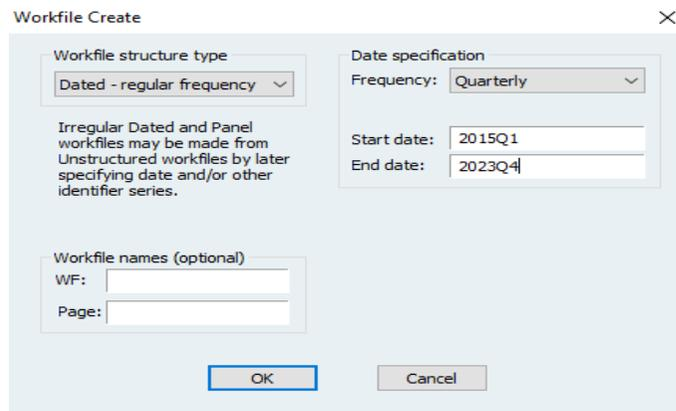 Workfile Create
Workfile structure type
Dated - regular frequency
Irregular Dated and Panel
workfiles may be made from
Unstructured workfiles by later
specifying date and/or other
identifier series.
Date specification
Frequency: Quarterly
Start date: 2015Q1
End date: 2023Q4
Workfile names (optional)
WF:
Page:
OK
Cancel